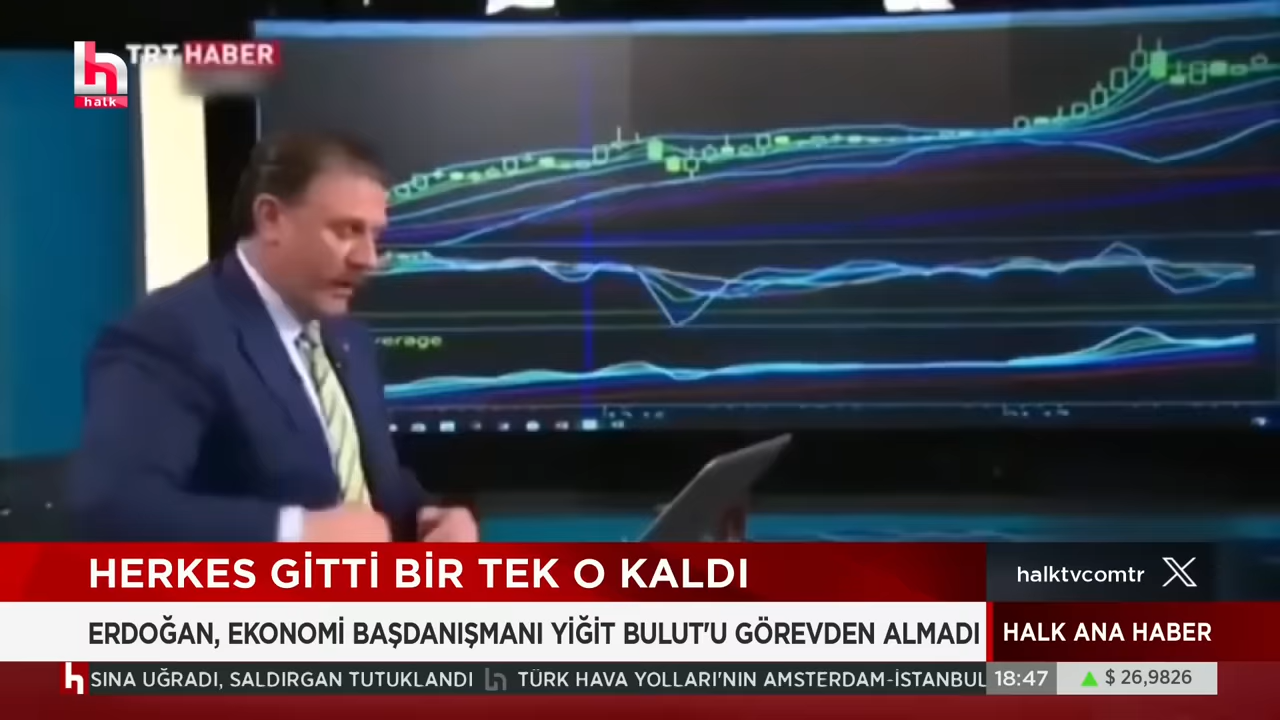 TRT HABER
h
halk
verage
HERKES GİTTİ BİR TEK O KALDI
halktvcomtr X
ERDOĞAN, EKONOMİ BAŞDANIŞMANI YİĞİT BULUT'U GÖREVDEN ALMADI
HALK ANA HABER
h SINA UĞRADI, SALDIRGAN TUTUKLANDI h TÜRK HAVA YOLLARI'NIN AMSTERDAM-İSTANBUL
18:47
$ 26,9826